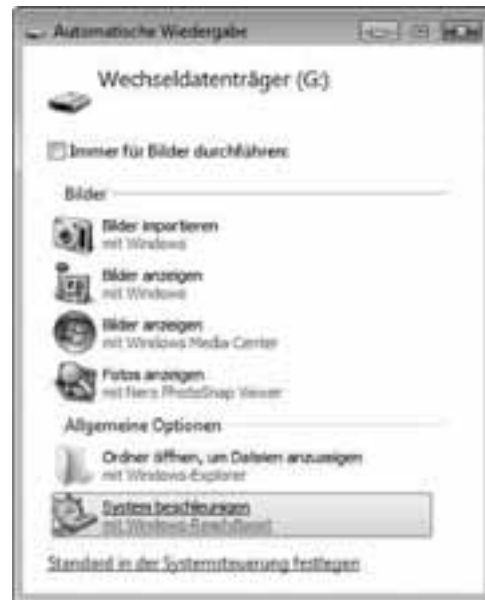 Automatische Wiedergabe
Wechseldatenträger (G:)
Immer für Bilder durchführen:
Bilder
Bilder importieren
mit Windows
Bilder anzeigen
mit Windows
Bilder anzeigen
mit Windows Media Center
Fotos anzeigen
mit Nero PhotoSnap Viewer
Allgemeine Optionen
Ordner öffnen, um Dateien anzuzeigen
mit Windows-Explorer
System beschleunigen
mit Windows ReadyBoost
Standard in der Systemsteuerung festlegen